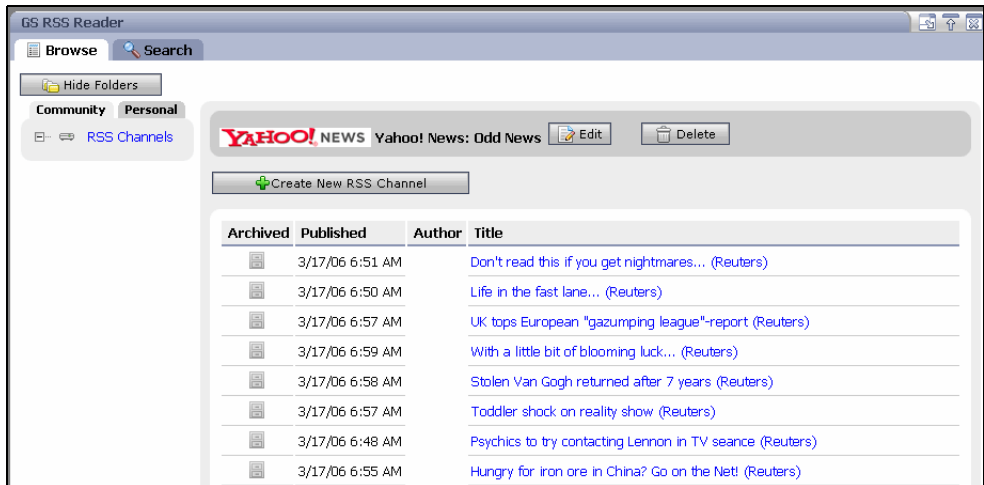 GS RSS Reader
Browse Search
Hide Folders
Community Personal
RSS Channels
YAHOO! NEWS Yahoo! News: Odd News Edit Delete
Create New RSS Channel
Archived Published Author Title
3/17/06 6:51 AM Don't read this if you get nightmares... (Reuters)
3/17/06 6:50 AM Life in the fast lane... (Reuters)
3/17/06 6:57 AM UK tops European "gazumping league"-report (Reuters)
3/17/06 6:59 AM With a little bit of blooming luck... (Reuters)
3/17/06 6:58 AM Stolen Van Gogh returned after 7 years (Reuters)
3/17/06 6:57 AM Toddler shock on reality show (Reuters)
3/17/06 6:48 AM Psychics to try contacting Lennon in TV seance (Reuters)
3/17/06 6:55 AM Hungry for iron ore in China? Go on the Net! (Reuters)